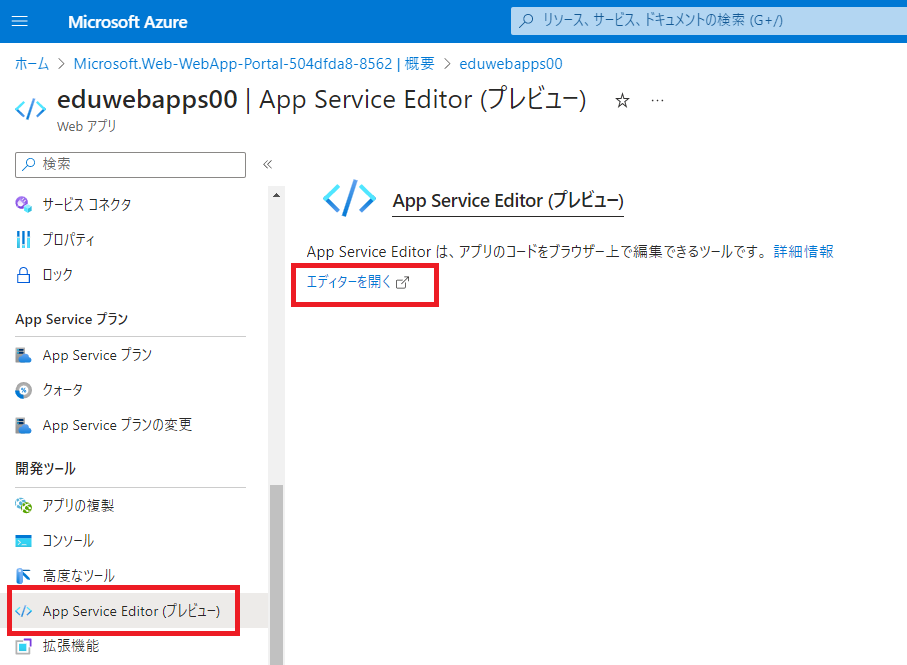 Microsoft Azure
リソース、サービス、ドキュメントの検索 (G+/)
ホーム > Microsoft.Web-WebApp-Portal-504dfda8-8562 | 概要 > eduwebapps00
eduwebapps00 | App Service Editor (プレビュー)
Web アプリ
検索
サービス コネクタ
プロパティ
ロック
App Service プラン
App Service プラン
クォータ
App Service プランの変更
開発ツール
アプリの複製
コンソール
高度なツール
App Service Editor (プレビュー)
拡張機能
App Service Editor (プレビュー)
App Service Editor は、アプリのコードをブラウザー上で編集できるツールです。 詳細情報
エディターを開く